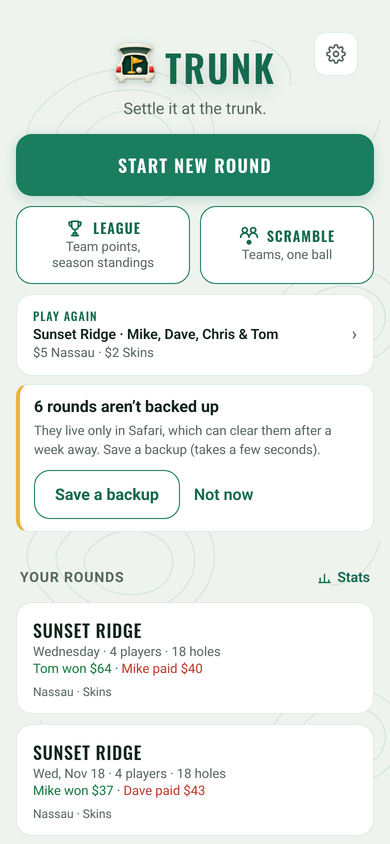 TRUNK
Settle it at the trunk.
START NEW ROUND
LEAGUE
Team points,
season standings
SCRAMBLE
Teams, one ball
PLAY AGAIN
Sunset Ridge · Mike, Dave, Chris & Tom
$5 Nassau · $2 Skins
6 rounds aren’t backed up
They live only in Safari, which can clear them after a
week away. Save a backup (takes a few seconds).
Save a backup
Not now
YOUR ROUNDS
Stats
SUNSET RIDGE
Wednesday · 4 players · 18 holes
Tom won $64 · Mike paid $40
Nassau · Skins
SUNSET RIDGE
Wed, Nov 18 · 4 players · 18 holes
Mike won $37 · Dave paid $43
Nassau · Skins